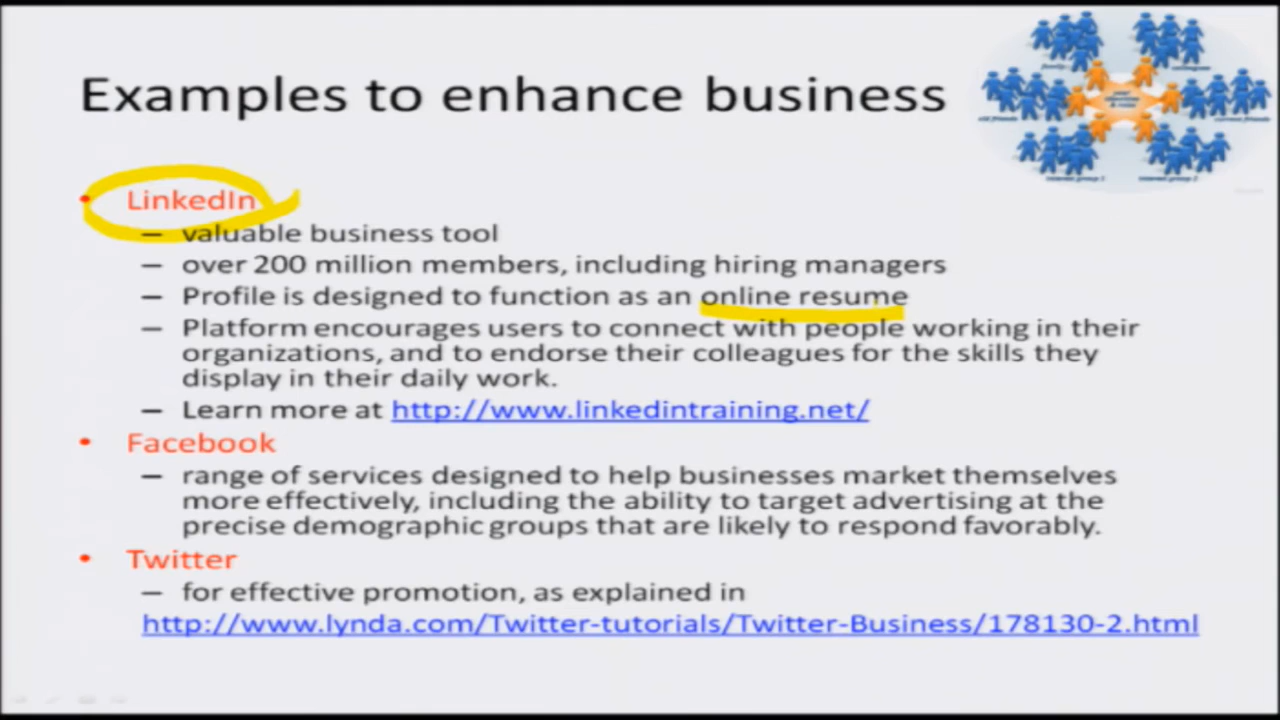 Examples to enhance business
• LinkedIn
– valuable business tool
– over 200 million members, including hiring managers
– Profile is designed to function as an online resume
– Platform encourages users to connect with people working in their
organizations, and to endorse their colleagues for the skills they
display in their daily work.
– Learn more at http://www.linkedintraining.net/
• Facebook
– range of services designed to help businesses market themselves
more effectively, including the ability to target advertising at the
precise demographic groups that are likely to respond favorably.
• Twitter
– for effective promotion, as explained in
http://www.lynda.com/Twitter-tutorials/Twitter-Business/178130-2.html